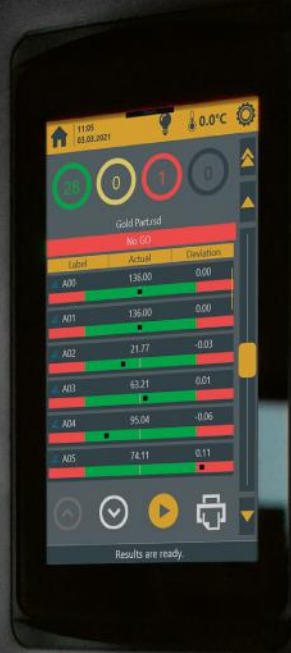 11:05
03.03.2021
0.0°C
28 0 1 0
Gold Part.rsd
No GO
Label Actual Deviation
A00 136.00 0.00
A01 136.00 0.00
A02 21.77 -0.03
A03 63.21 0.01
A04 95.04 -0.06
A05 74.11 0.11
Results are ready.